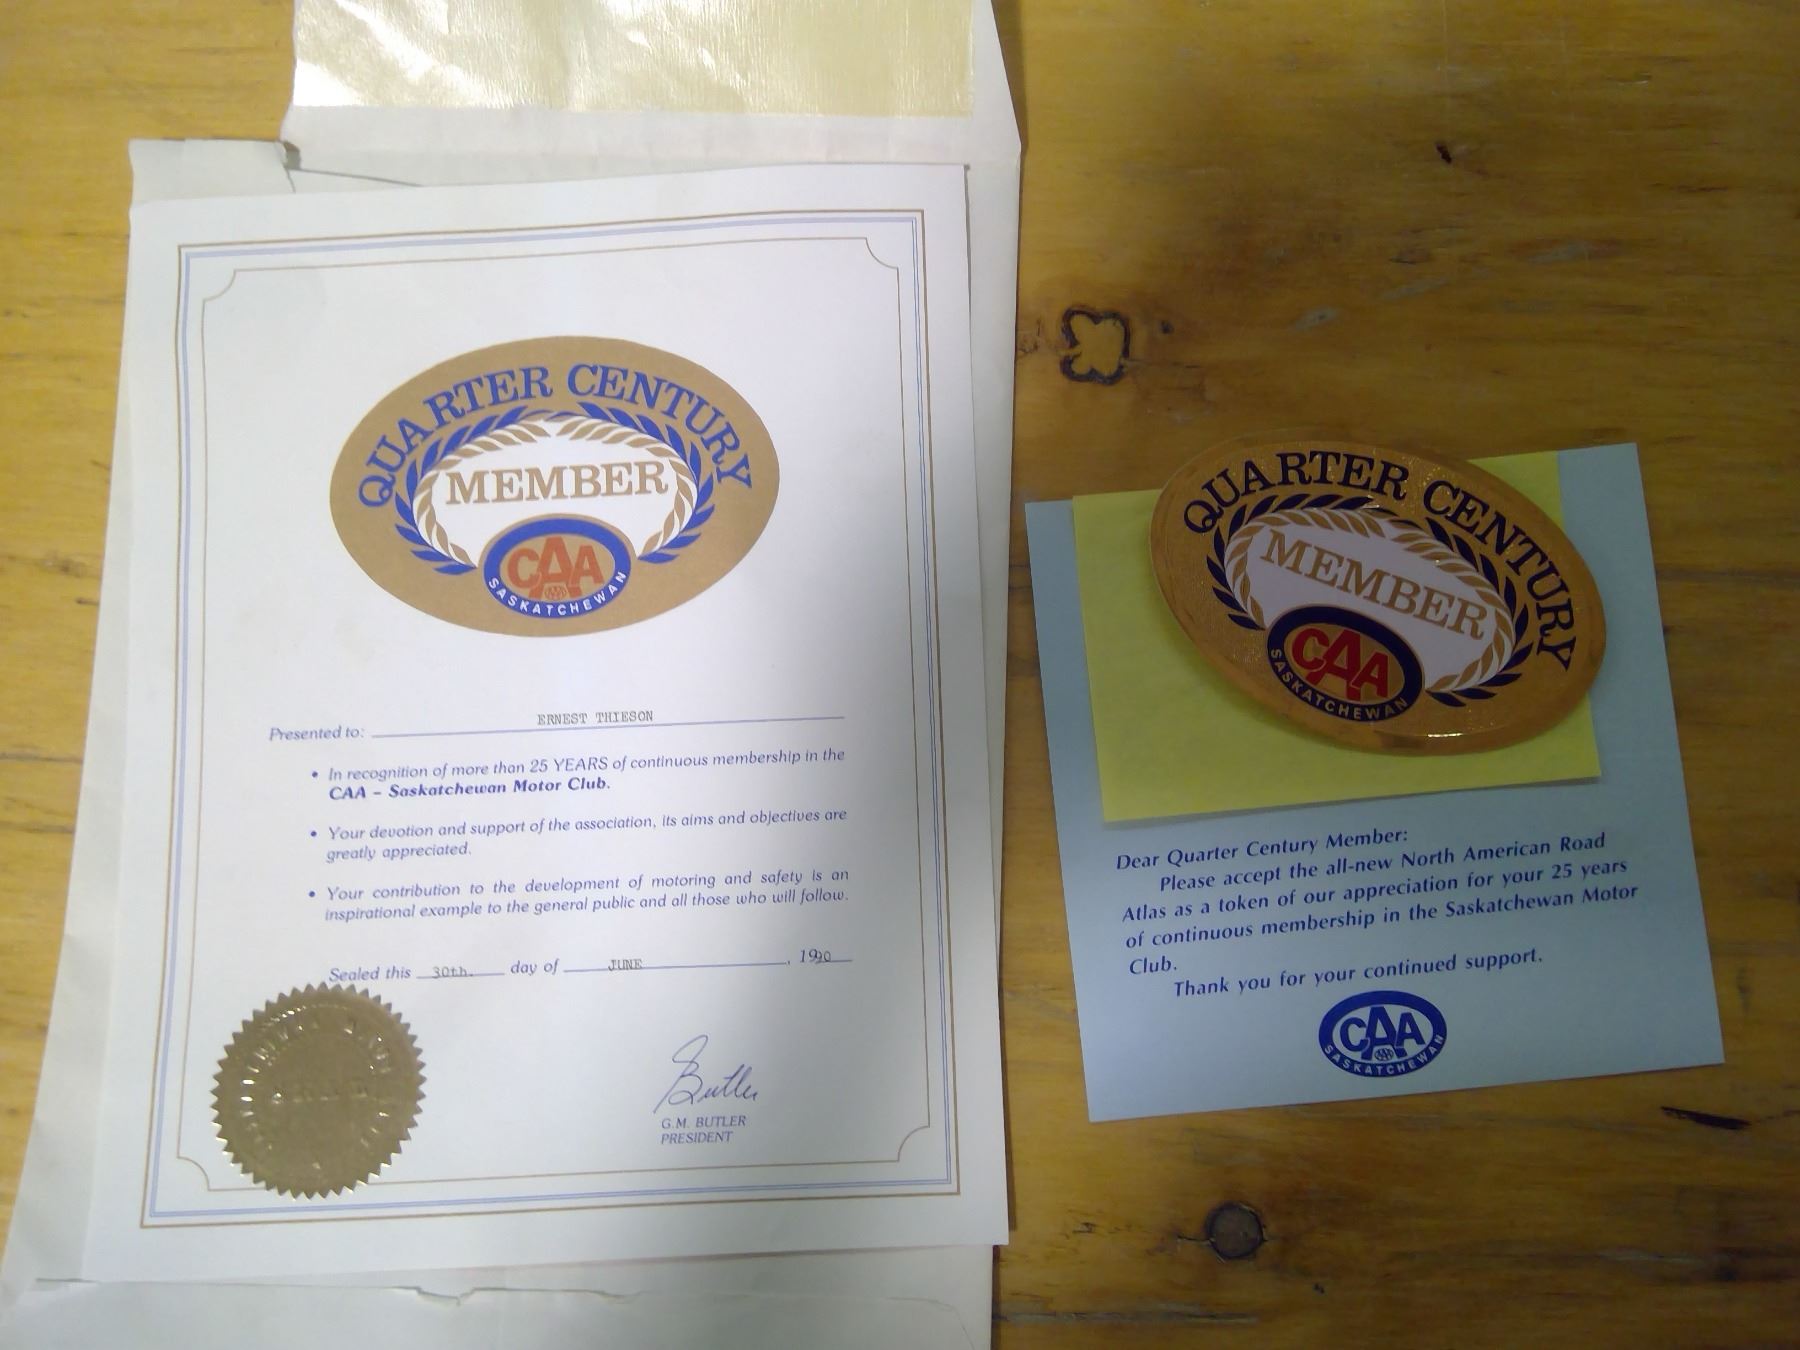 QUARTER CENTURY
MEMBER
CAA
SASKATCHEWAN
Presented to: ERNEST THIESON
• In recognition of more than 25 YEARS of continuous membership in the
CAA – Saskatchewan Motor Club.
• Your devotion and support of the association, its aims and objectives are
greatly appreciated.
• Your contribution to the development of motoring and safety is an
inspirational example to the general public and all those who will follow.
Sealed this 30th. day of JUNE, 1990
Butler
G.M. BUTLER
PRESIDENT
QUARTER CENTURY
MEMBER
CAA
SASKATCHEWAN
Dear Quarter Century Member:
Please accept the all-new North American Road
Atlas as a token of our appreciation for your 25 years
of continuous membership in the Saskatchewan Motor
Club.
Thank you for your continued support.
CAA
SASKATCHEWAN